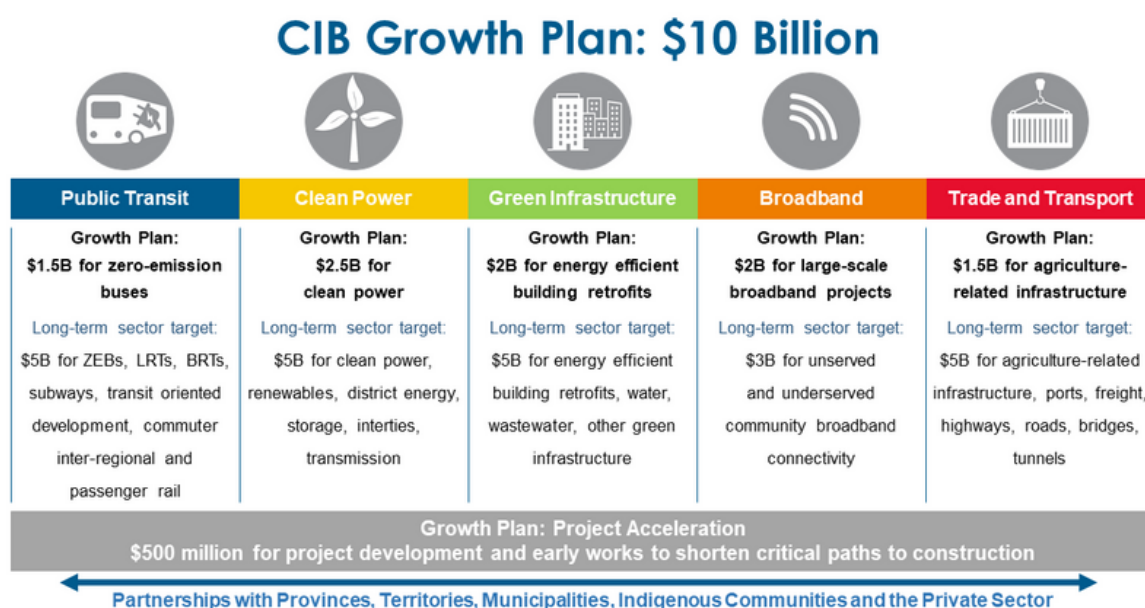 CIB Growth Plan: $10 Billion
Public Transit
Growth Plan:
$1.5B for zero-emission
buses
Long-term sector target:
$5B for ZEBs, LRTs, BRTs,
subways, transit oriented
development, commuter
inter-regional and
passenger rail
Clean Power
Growth Plan:
$2.5B for
clean power
Long-term sector target:
$5B for clean power,
renewables, district energy,
storage, interties,
transmission
Green Infrastructure
Growth Plan:
$2B for energy efficient
building retrofits
Long-term sector target:
$5B for energy efficient
building retrofits, water,
wastewater, other green
infrastructure
Broadband
Growth Plan:
$2B for large-scale
broadband projects
Long-term sector target:
$3B for unserved
and underserved
community broadband
connectivity
Trade and Transport
Growth Plan:
$1.5B for agriculture-
related infrastructure
Long-term sector target:
$5B for agriculture-related
infrastructure, ports, freight,
highways, roads, bridges,
tunnels
Growth Plan: Project Acceleration
$500 million for project development and early works to shorten critical paths to construction
Partnerships with Provinces, Territories, Municipalities, Indigenous Communities and the Private Sector